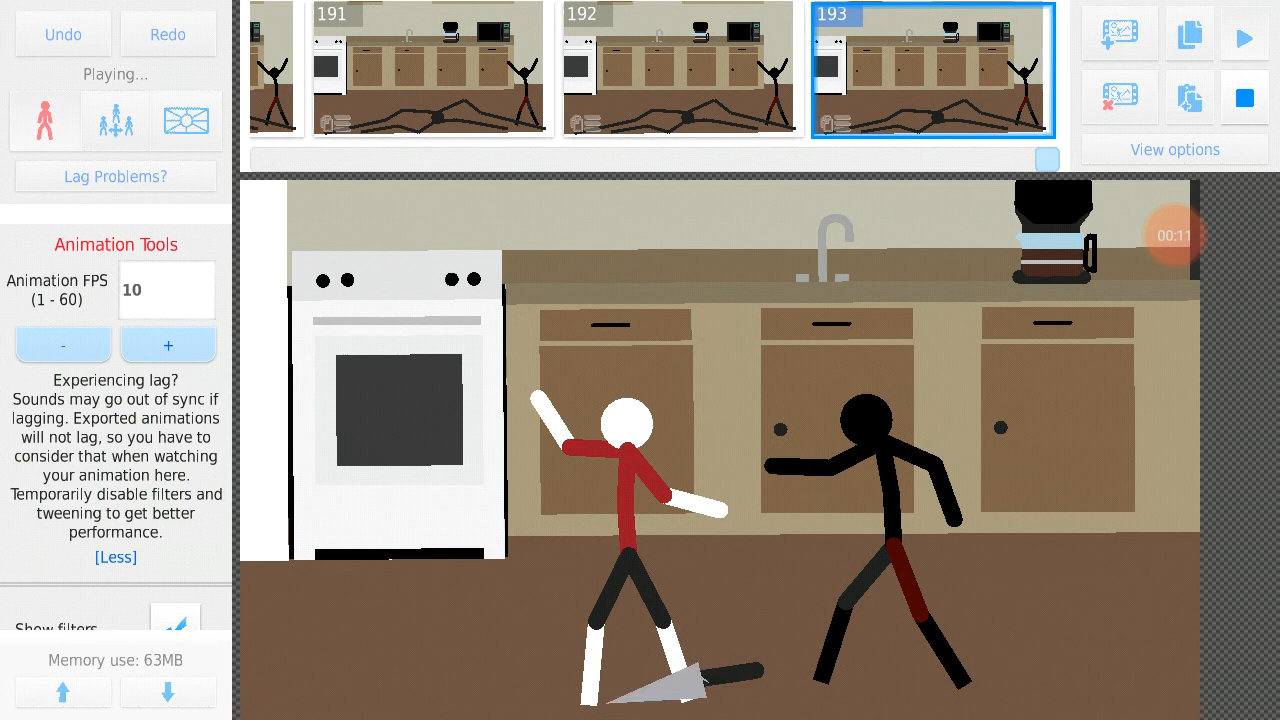 Undo
Redo
191
192
193
Playing...
Lag Problems?
View options
Animation Tools
Animation FPS
(1 - 60)
10
-
+
00:11
Experiencing lag?
Sounds may go out of sync if
lagging. Exported animations
will not lag, so you have to
consider that when watching
your animation here.
Temporarily disable filters and
tweening to get better
performance.
[Less]
Show filters
Memory use: 63MB